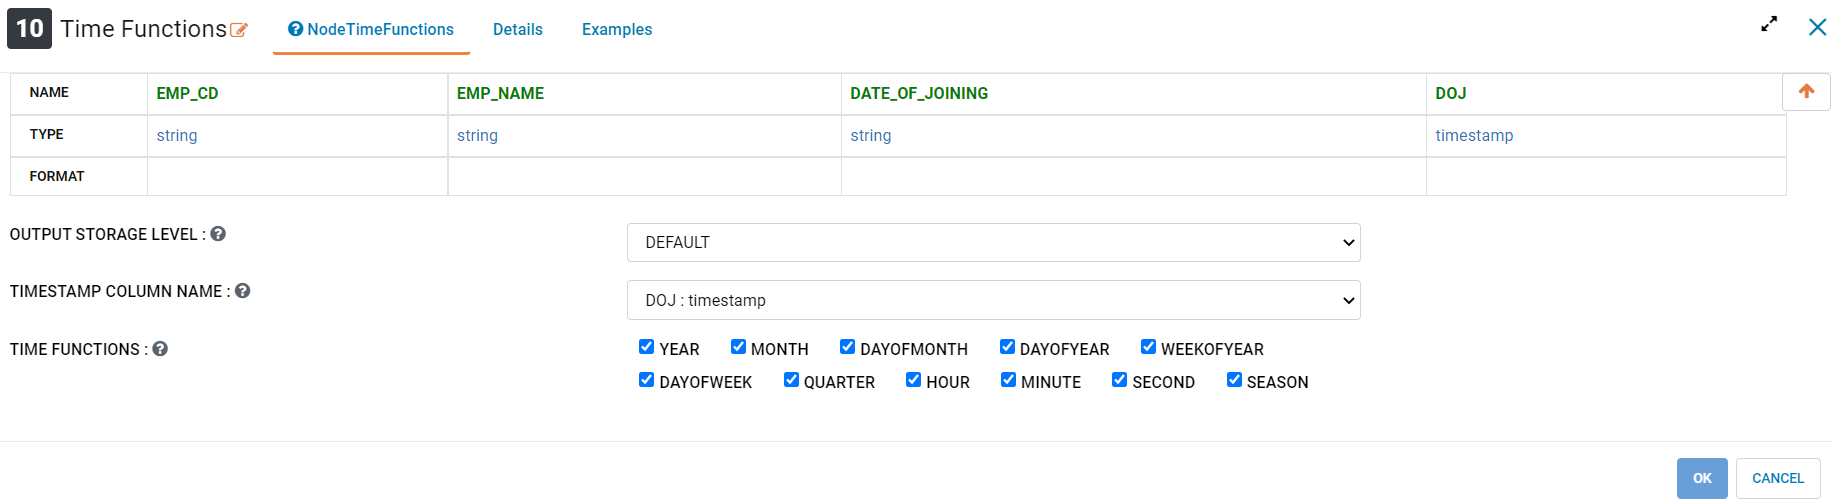 10 Time Functions NodeTimeFunctions Details Examples
NAME EMP_CD EMP_NAME DATE_OF_JOINING DOJ
TYPE string string string timestamp
FORMAT
OUTPUT STORAGE LEVEL : DEFAULT
TIMESTAMP COLUMN NAME : DOJ : timestamp
TIME FUNCTIONS : YEAR MONTH DAYOFMONTH DAYOFYEAR WEEKOFYEAR
DAYOFWEEK QUARTER HOUR MINUTE SECOND SEASON
OK CANCEL